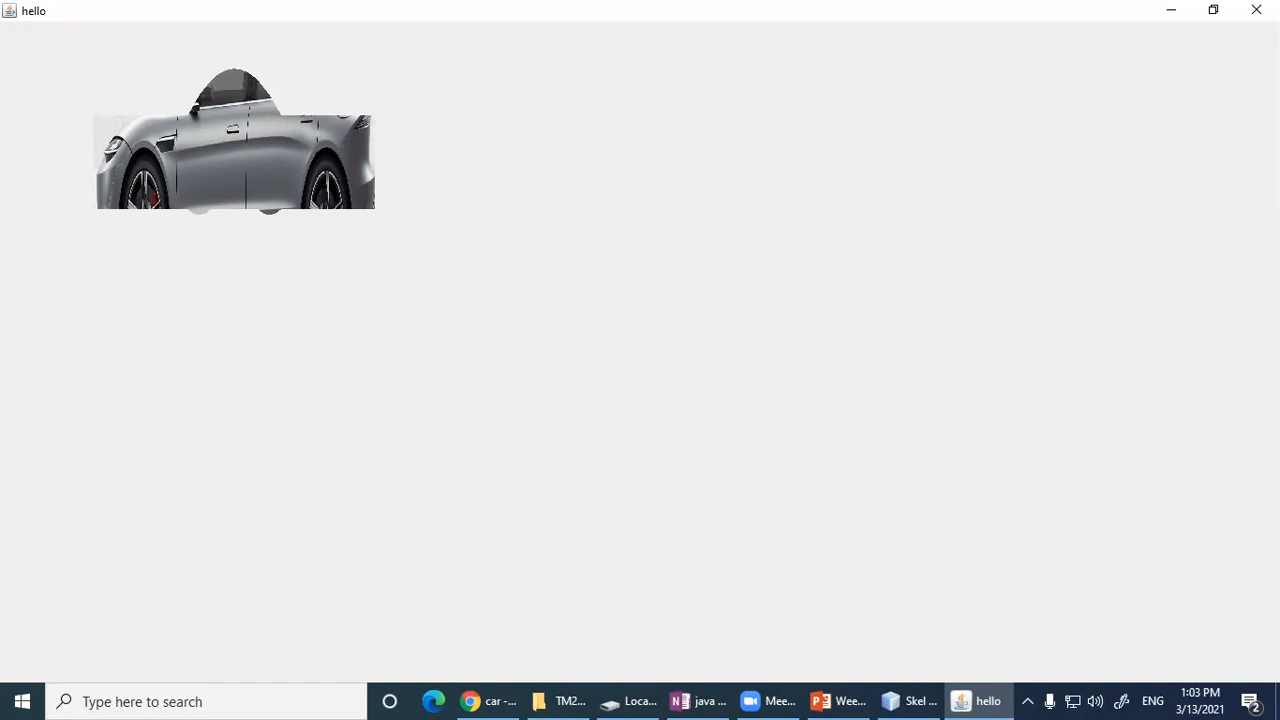 hello
Type here to search
car -...
TM2...
Loca...
java ...
Mee...
Wee...
Skel ...
hello
ENG
1:03 PM
3/13/2021
2